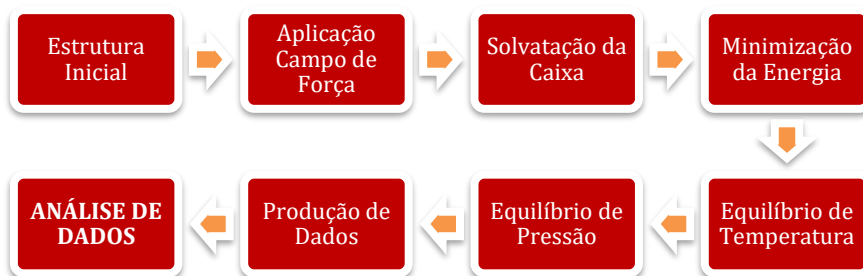 Estrutura
Inicial
Aplicação
Campo de
Força
Solvatação da
Caixa
Minimização
da Energia
Equilíbrio de
Temperatura
Equilíbrio de
Pressão
Produção de
Dados
ANÁLISE DE
DADOS